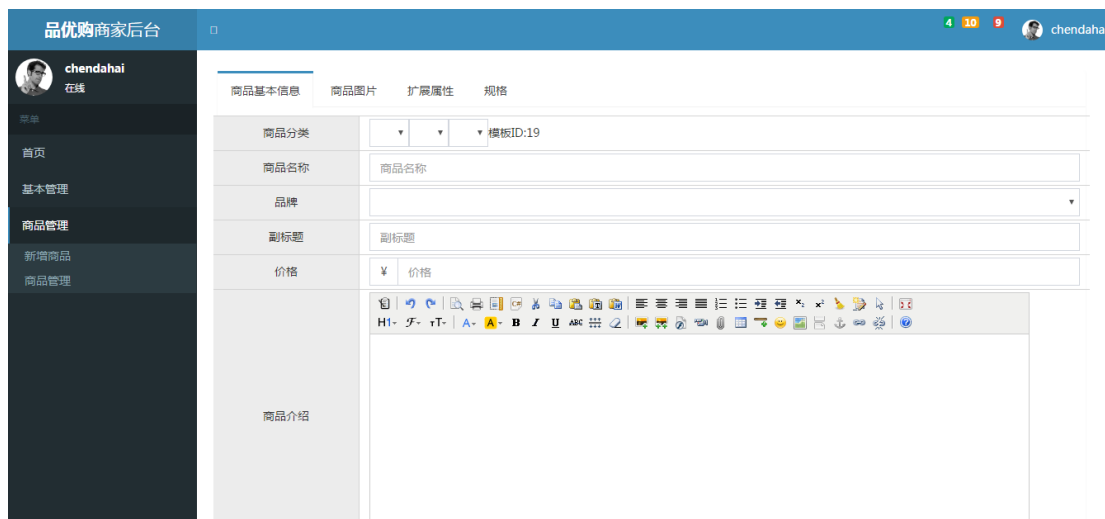 品优购商家后台
4 10 9 chendaha
chendahai
在线
菜单
首页
基本管理
商品管理
新增商品
商品管理
商品基本信息 商品图片 扩展属性 规格
商品分类 模板ID:19
商品名称 商品名称
品牌
副标题 副标题
价格 ¥ 价格
H1 F TT A A B I U ABC
商品介绍